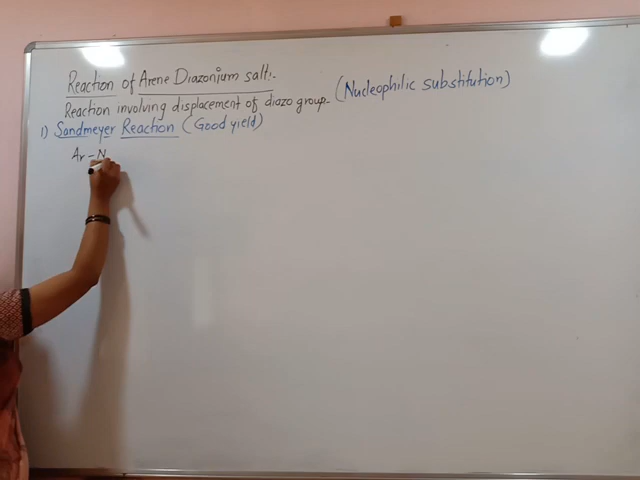 Reaction of Arene Diazonium salt:-
Reaction involving displacement of diazo group- (Nucleophilic substitution)
1) Sandmeyer Reaction (Good yield)
Ar-N